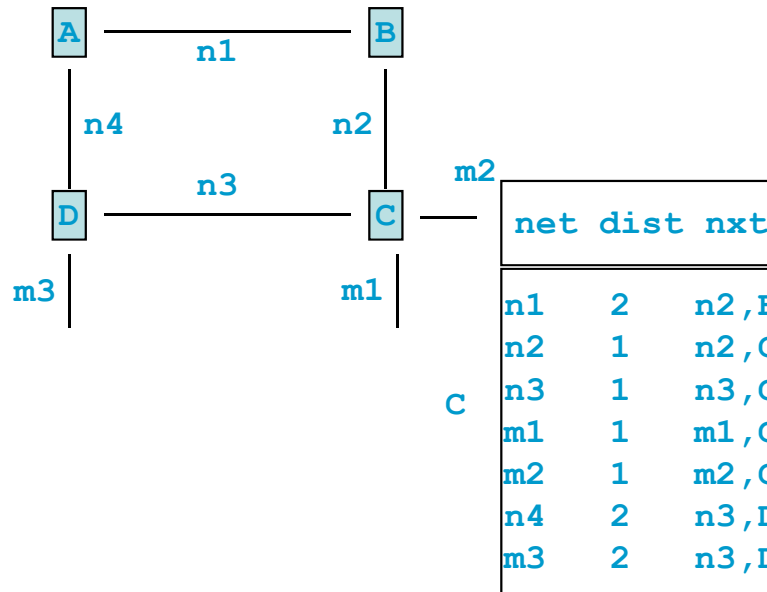 A
B
n1
n4
n2
m2
n3
D
C
m3
m1
net dist nxt
n1 2 n2,B
n2 1 n2,C
n3 1 n3,C
C
m1 1 m1,C
m2 1 m2,C
n4 2 n3,D
m3 2 n3,D